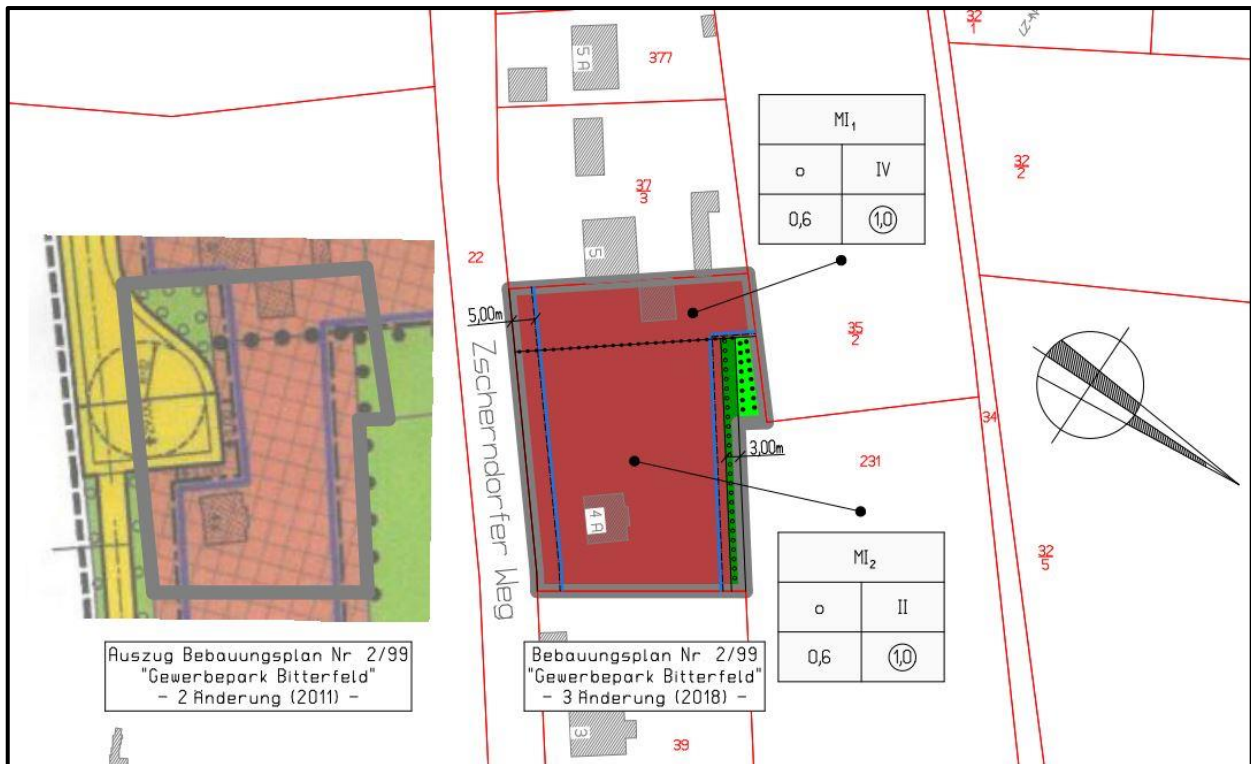 32
1
5 A
377
MI₁
o
IV
0,6
1,0
32
2
37
3
22
5
5,00m
35
2
Zscherndorfer Weg
34
3,00m
231
4 A
32
5
MI₂
o
II
0,6
1,0
Auszug Bebauungsplan Nr 2/99
"Gewerbepark Bitterfeld"
- 2 Änderung (2011) -
Bebauungsplan Nr 2/99
"Gewerbepark Bitterfeld"
- 3 Änderung (2018) -
3
39